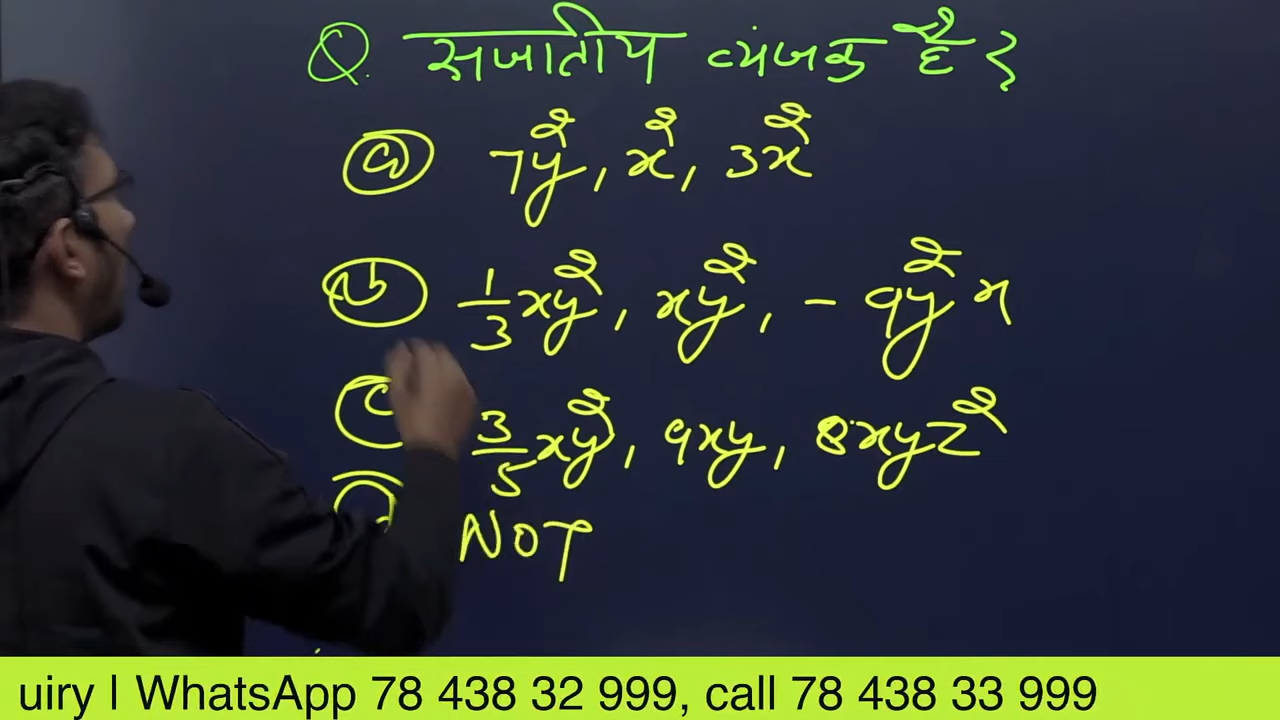 Q. सजातीय व्यंजक है?
(a) 7y², x², 3x²
(b) 1/3 xy², xy², - 9y² x
(c) 3/5 xy², 9xy, 8xyz²
(d) NOT
uiry I WhatsApp 78 438 32 999, call 78 438 33 999